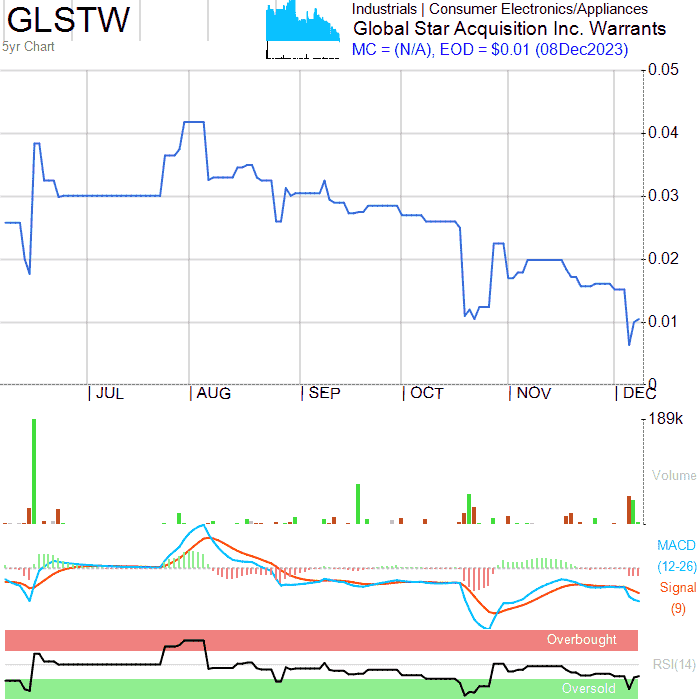 GLSTW
5yr Chart
Industrials | Consumer Electronics/Appliances
Global Star Acquisition Inc. Warrants
MC = (N/A), EOD = $0.01 (08Dec2023)
0.05
0.04
0.03
0.02
0.01
0
JUL AUG SEP OCT NOV DEC
189k
Volume
MACD
(12-26)
Signal
(9)
Overbought
RSI(14)
Oversold